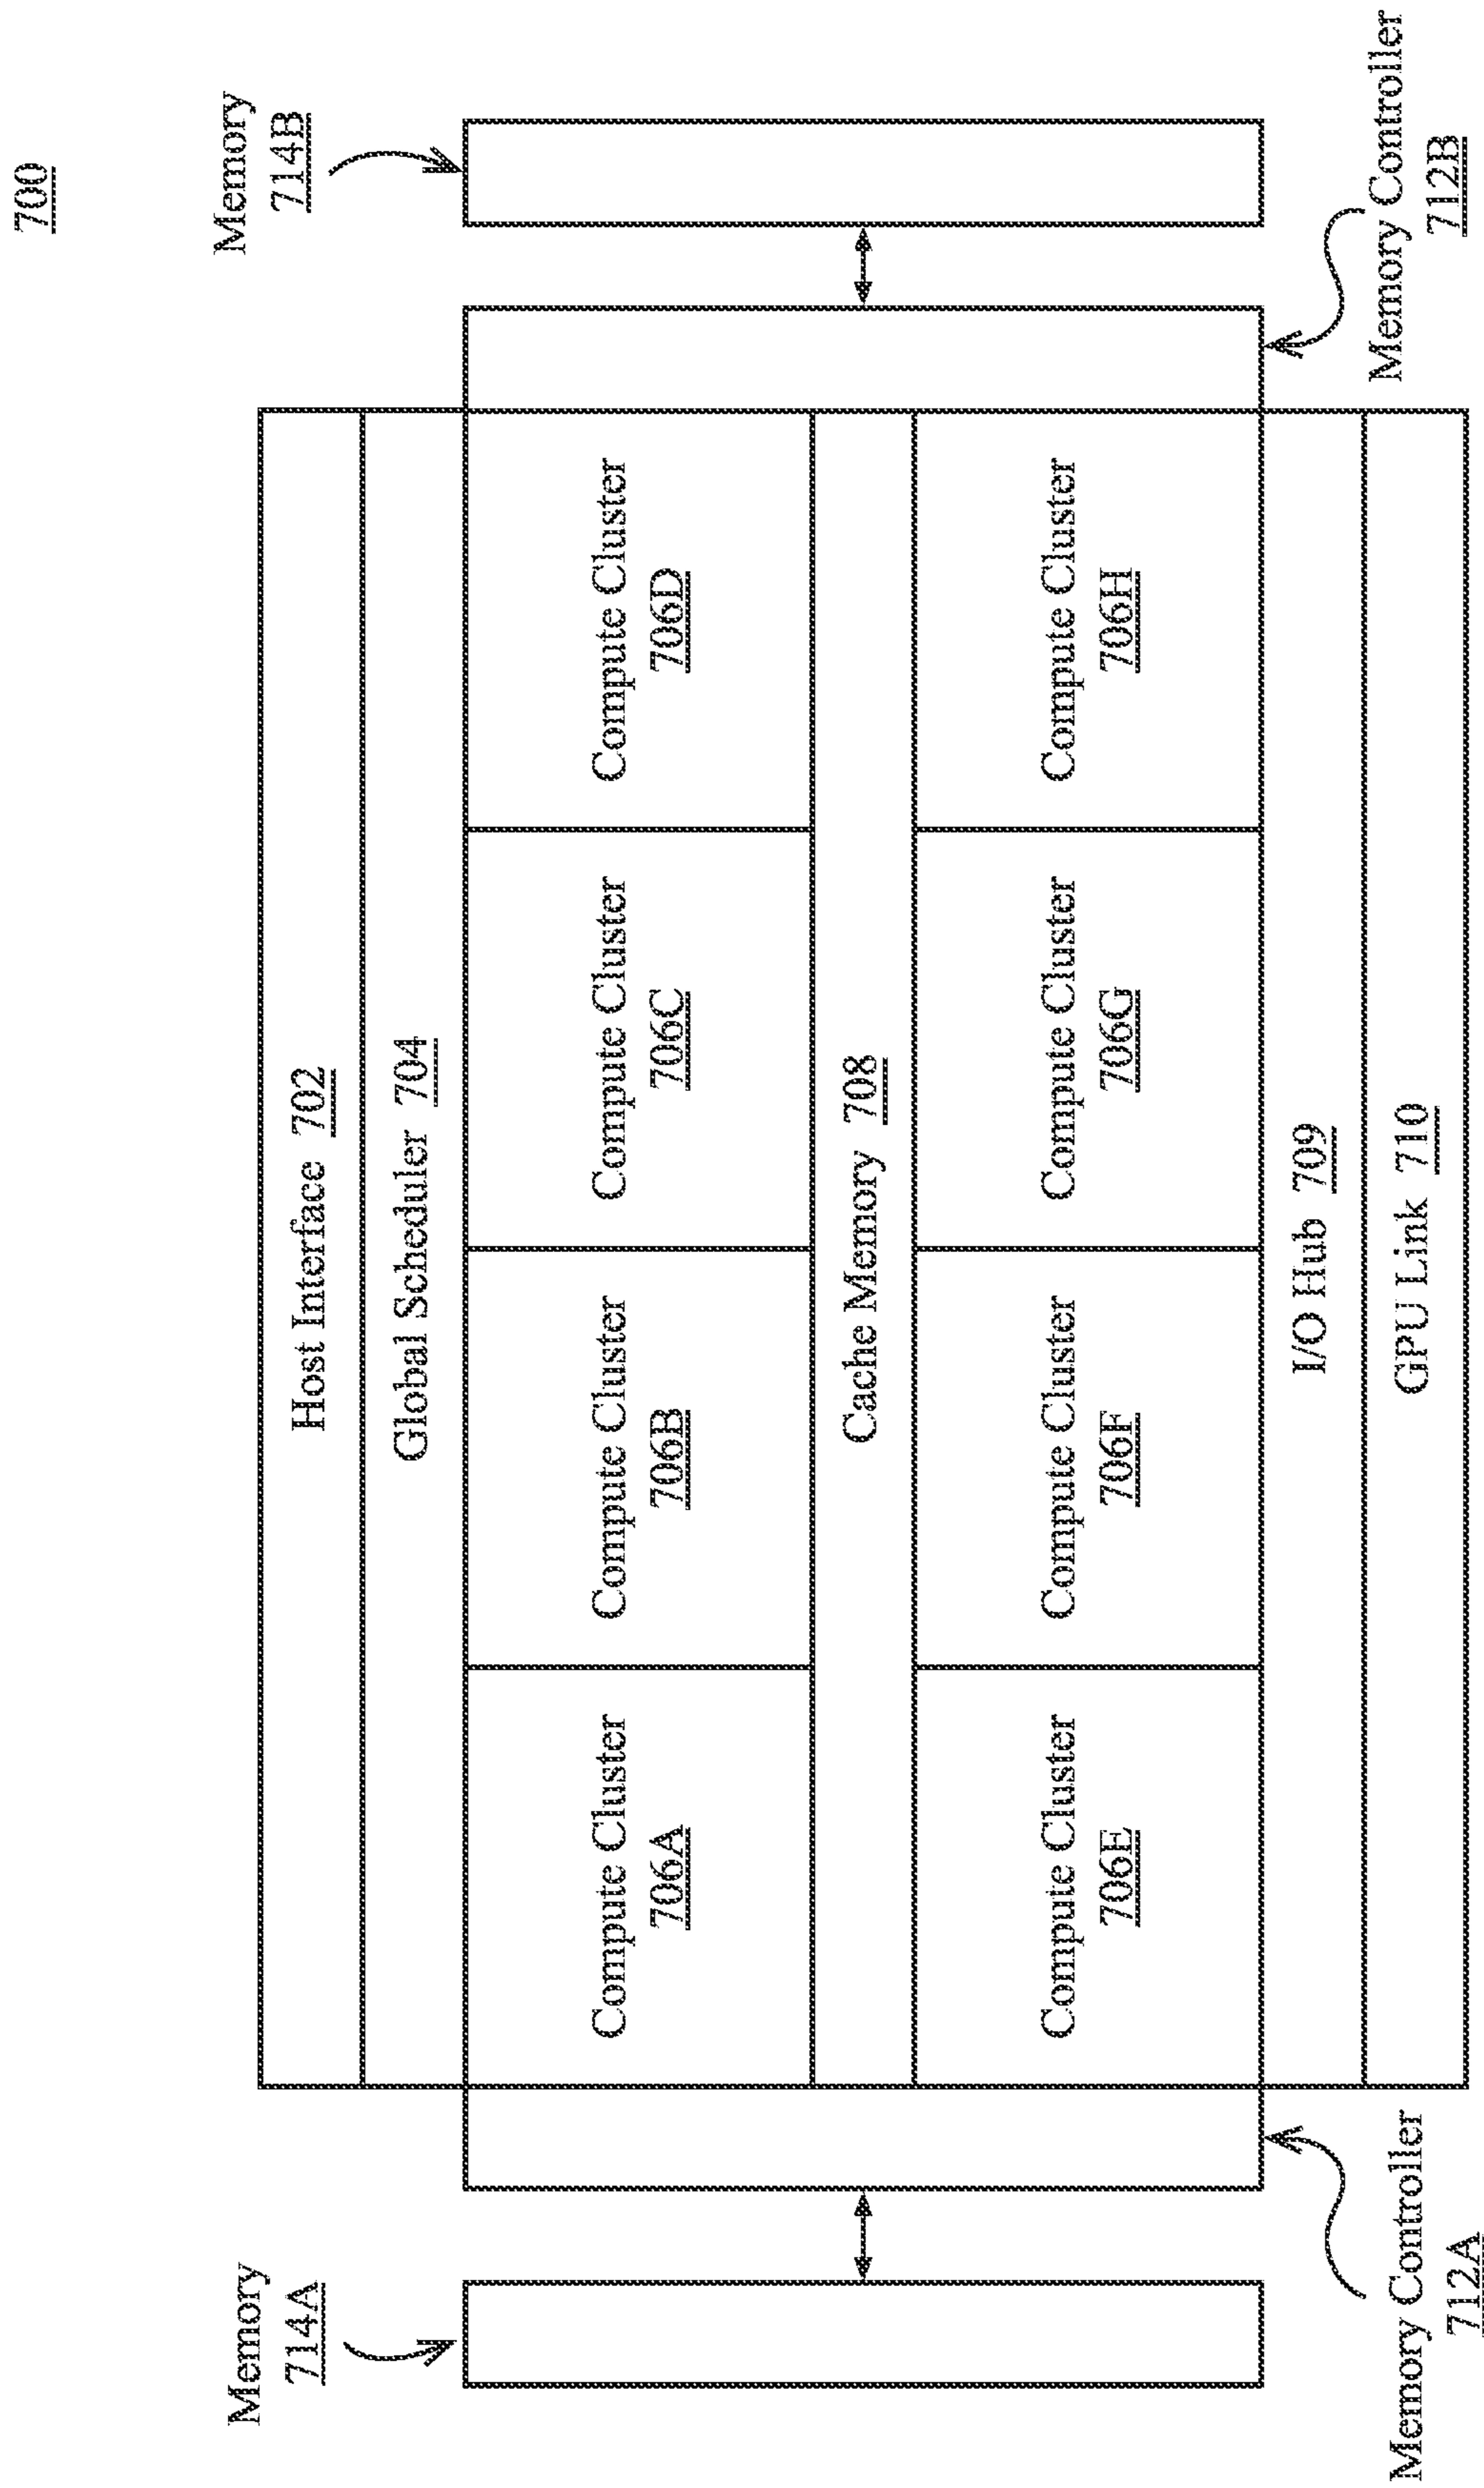 700
Memory
714B
Memory
714A
Host Interface 702
Global Scheduler 704
Compute Cluster
706A
Compute Cluster
706B
Compute Cluster
706C
Compute Cluster
706D
Cache Memory 708
Compute Cluster
706E
Compute Cluster
706F
Compute Cluster
706G
Compute Cluster
706H
I/O Hub 709
GPU Link 710
Memory Controller
712A
Memory Controller
712B